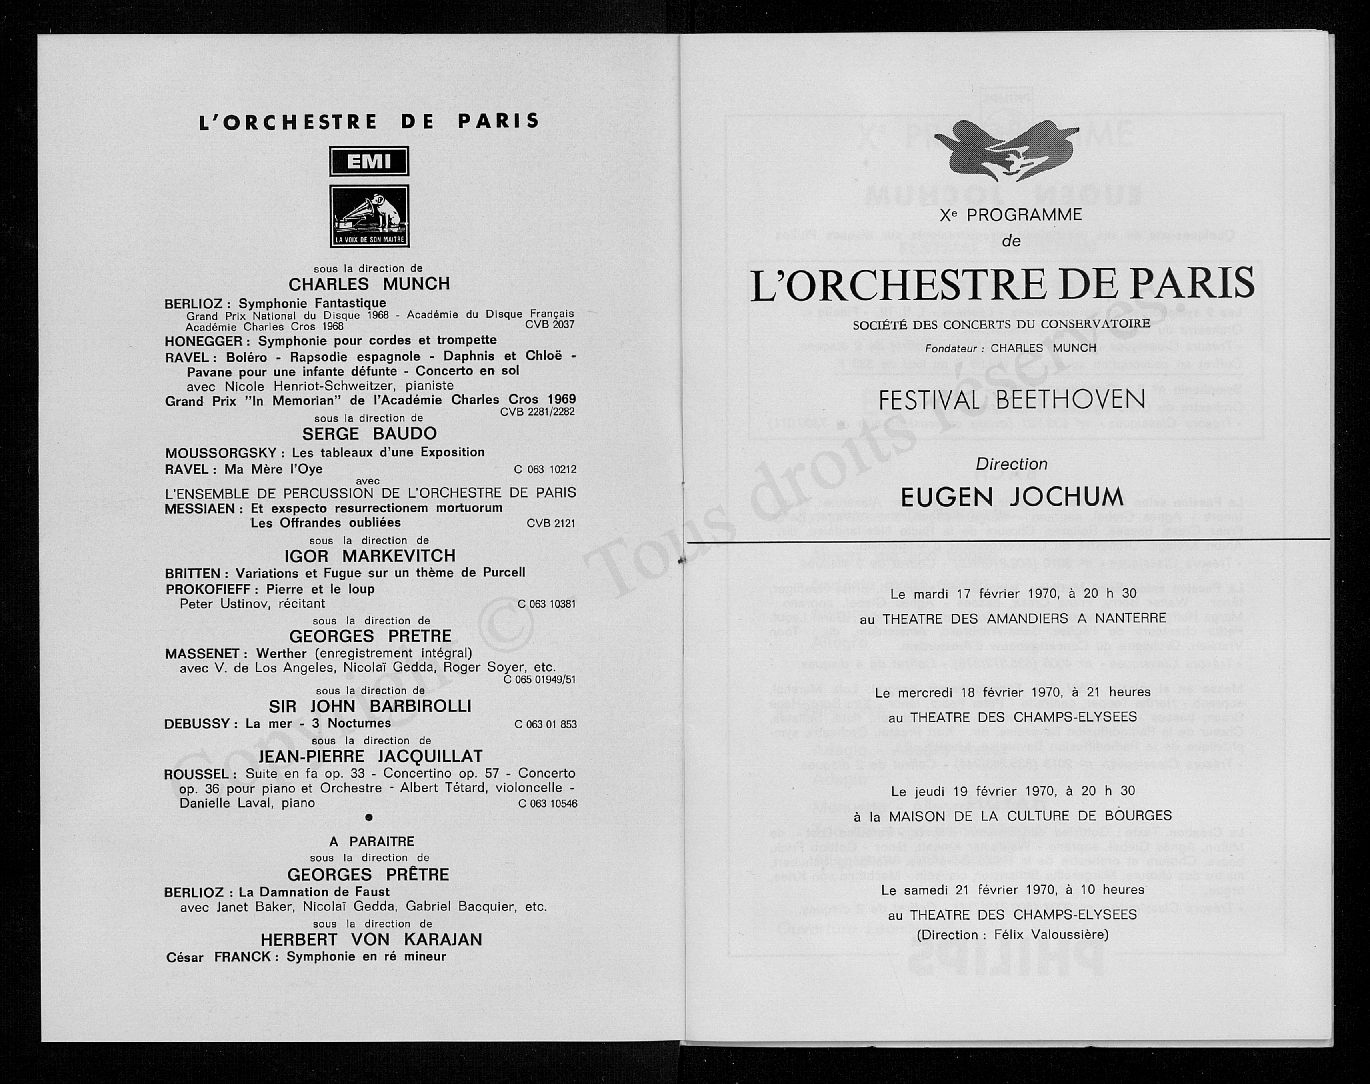 L'ORCHESTRE DE PARIS
EMI
LA VOIX DE SON MAITRE
sous la direction de
CHARLES MUNCH
BERLIOZ : Symphonie Fantastique
Grand Prix National du Disque 1968 - Académie du Disque Français
Académie Charles Cros 1968 CVB 2037
HONEGGER : Symphonie pour cordes et trompette
RAVEL : Boléro - Rapsodie espagnole - Daphnis et Chloë -
Pavane pour une infante défunte - Concerto en sol
avec Nicole Henriot-Schweitzer, pianiste
Grand Prix "In Memorian" de l'Académie Charles Cros 1969
CVB 2281/2282
sous la direction de
SERGE BAUDO
MOUSSORGSKY : Les tableaux d'une Exposition
RAVEL : Ma Mère l'Oye C 063 10212
avec
L'ENSEMBLE DE PERCUSSION DE L'ORCHESTRE DE PARIS
MESSIAEN : Et exspecto resurrectionem mortuorum
Les Offrandes oubliées CVB 2121
sous la direction de
IGOR MARKEVITCH
BRITTEN : Variations et Fugue sur un thème de Purcell
PROKOFIEFF : Pierre et le loup
Peter Ustinov, récitant C 063 10381
sous la direction de
GEORGES PRETRE
MASSENET : Werther (enregistrement intégral)
avec V. de Los Angeles, Nicolaï Gedda, Roger Soyer, etc.
C 065 01949/51
sous la direction de
SIR JOHN BARBIROLLI
DEBUSSY : La mer - 3 Nocturnes C 063 01 853
sous la direction de
JEAN-PIERRE JACQUILLAT
ROUSSEL : Suite en fa op. 33 - Concertino op. 57 - Concerto
op. 36 pour piano et Orchestre - Albert Tétard, violoncelle -
Danielle Laval, piano C 063 10546
A PARAITRE
sous la direction de
GEORGES PRÊTRE
BERLIOZ : La Damnation de Faust
avec Janet Baker, Nicolaï Gedda, Gabriel Bacquier, etc.
sous la direction de
HERBERT VON KARAJAN
César FRANCK : Symphonie en ré mineur
Xe PROGRAMME
de
L'ORCHESTRE DE PARIS
SOCIÉTÉ DES CONCERTS DU CONSERVATOIRE
Fondateur : CHARLES MUNCH
FESTIVAL BEETHOVEN
Direction
EUGEN JOCHUM
Le mardi 17 février 1970, à 20 h 30
au THEATRE DES AMANDIERS A NANTERRE
Le mercredi 18 février 1970, à 21 heures
au THEATRE DES CHAMPS-ELYSEES
Le jeudi 19 février 1970, à 20 h 30
à la MAISON DE LA CULTURE DE BOURGES
Le samedi 21 février 1970, à 10 heures
au THEATRE DES CHAMPS-ELYSEES
(Direction : Félix Valoussière)
Copyright © - Tous droits réservés.